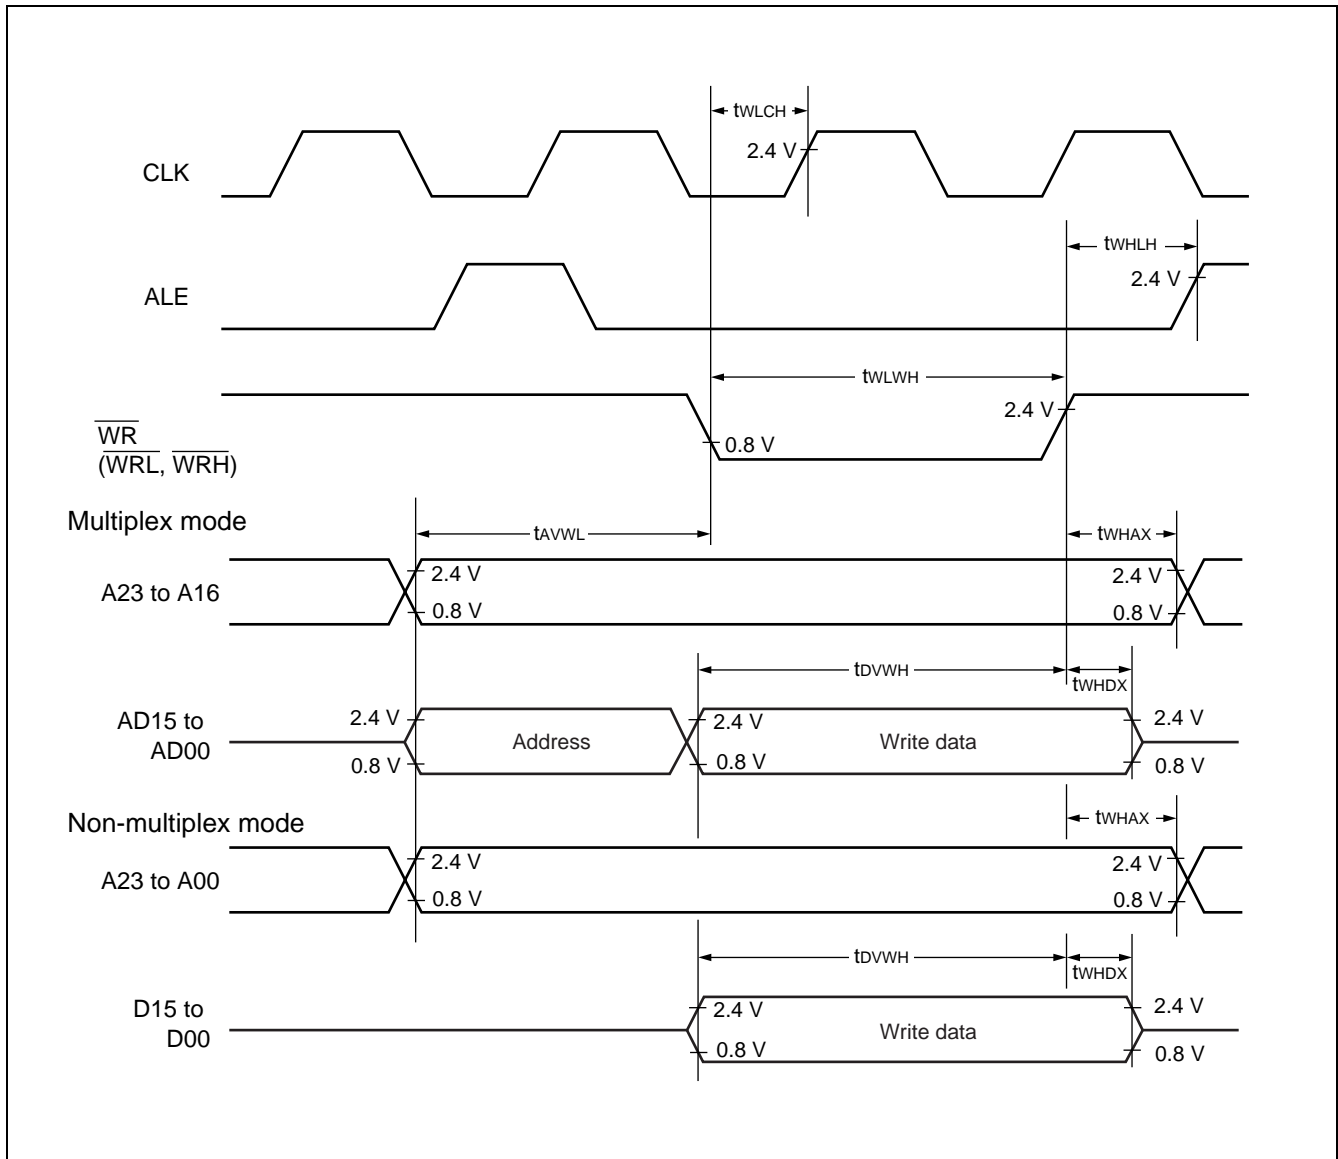 tWLCH
2.4 V
CLK
tWHLH
2.4 V
ALE
tWLWH
2.4 V
0.8 V
WR
(WRL, WRH)
Multiplex mode
tAVWL
tWHAX
2.4 V 2.4 V
A23 to A16
0.8 V 0.8 V
tDVWH
tWHDX
AD15 to
AD00
2.4 V 2.4 V 2.4 V
Address Write data
0.8 V 0.8 V 0.8 V
Non-multiplex mode
tWHAX
2.4 V 2.4 V
A23 to A00
0.8 V 0.8 V
tDVWH
tWHDX
D15 to
D00
2.4 V 2.4 V
Write data
0.8 V 0.8 V